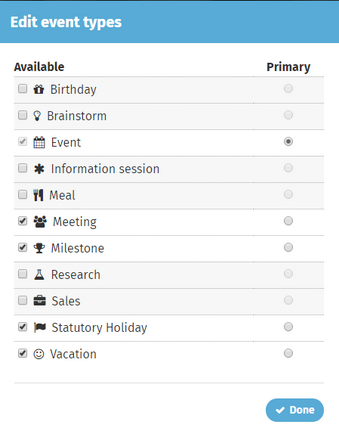 Edit event types
Available Primary
Birthday
Brainstorm
Event
Information session
Meal
Meeting
Milestone
Research
Sales
Statutory Holiday
Vacation
Done